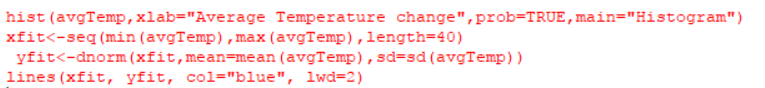 hist(avgTemp,xlab="Average Temperature change",prob=TRUE,main="Histogram")
xfit<-seq(min(avgTemp),max(avgTemp),length=40)
 yfit<-dnorm(xfit,mean=mean(avgTemp),sd=sd(avgTemp))
lines(xfit, yfit, col="blue", lwd=2)